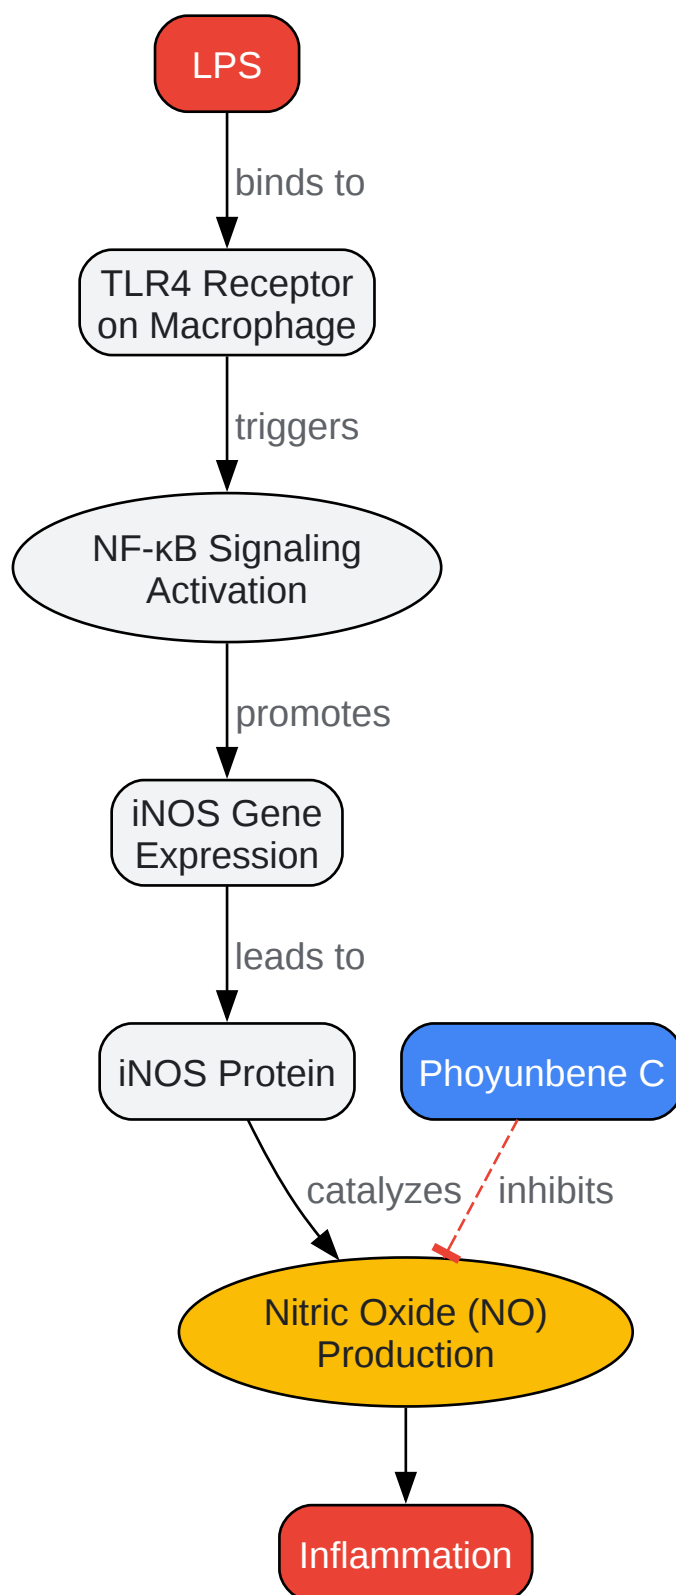 LPS
binds to
TLR4 Receptor
on Macrophage
triggers
NF-κB Signaling
Activation
promotes
iNOS Gene
Expression
leads to
iNOS Protein
Phoyunbene C
catalyzes
inhibits
Nitric Oxide (NO)
Production
Inflammation